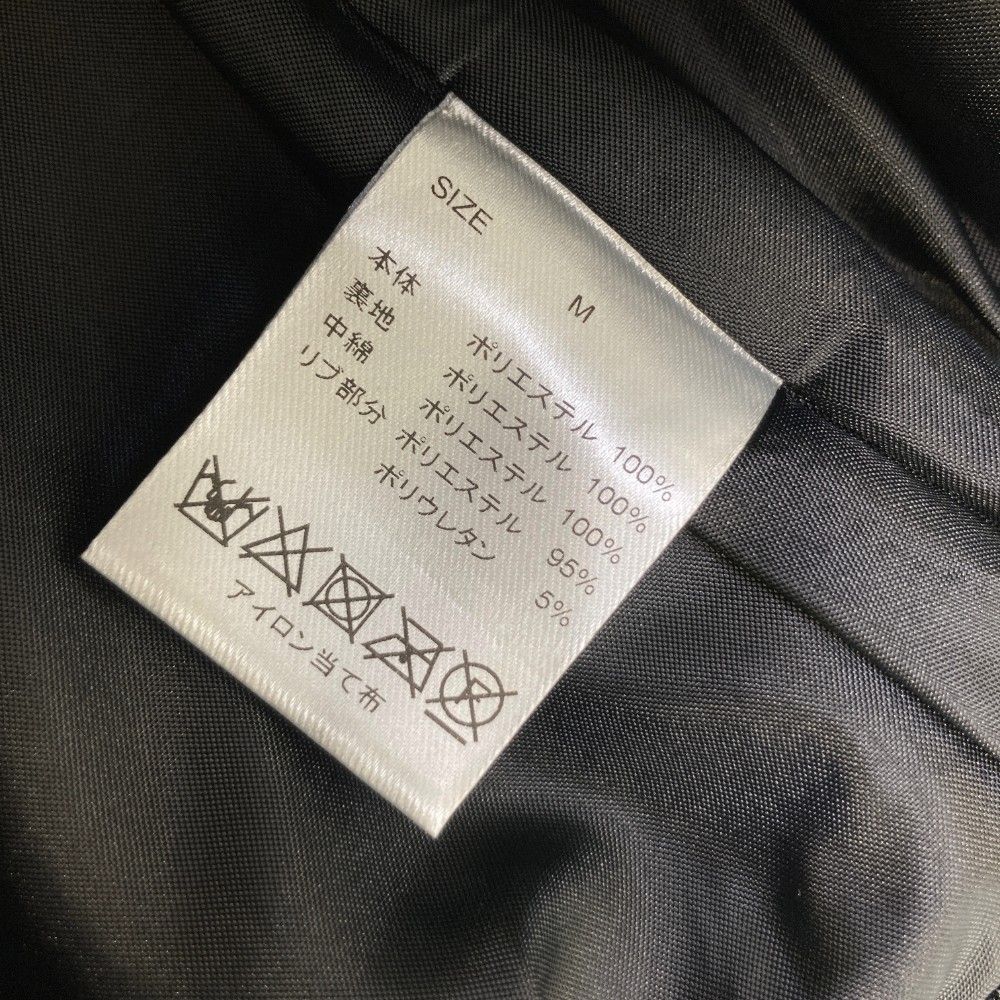 SIZE M
本体 ポリエステル 100%
裏地 ポリエステル 100%
中綿 ポリエステル 100%
リブ部分 ポリエステル 95%
ポリウレタン 5%
アイロン当て布